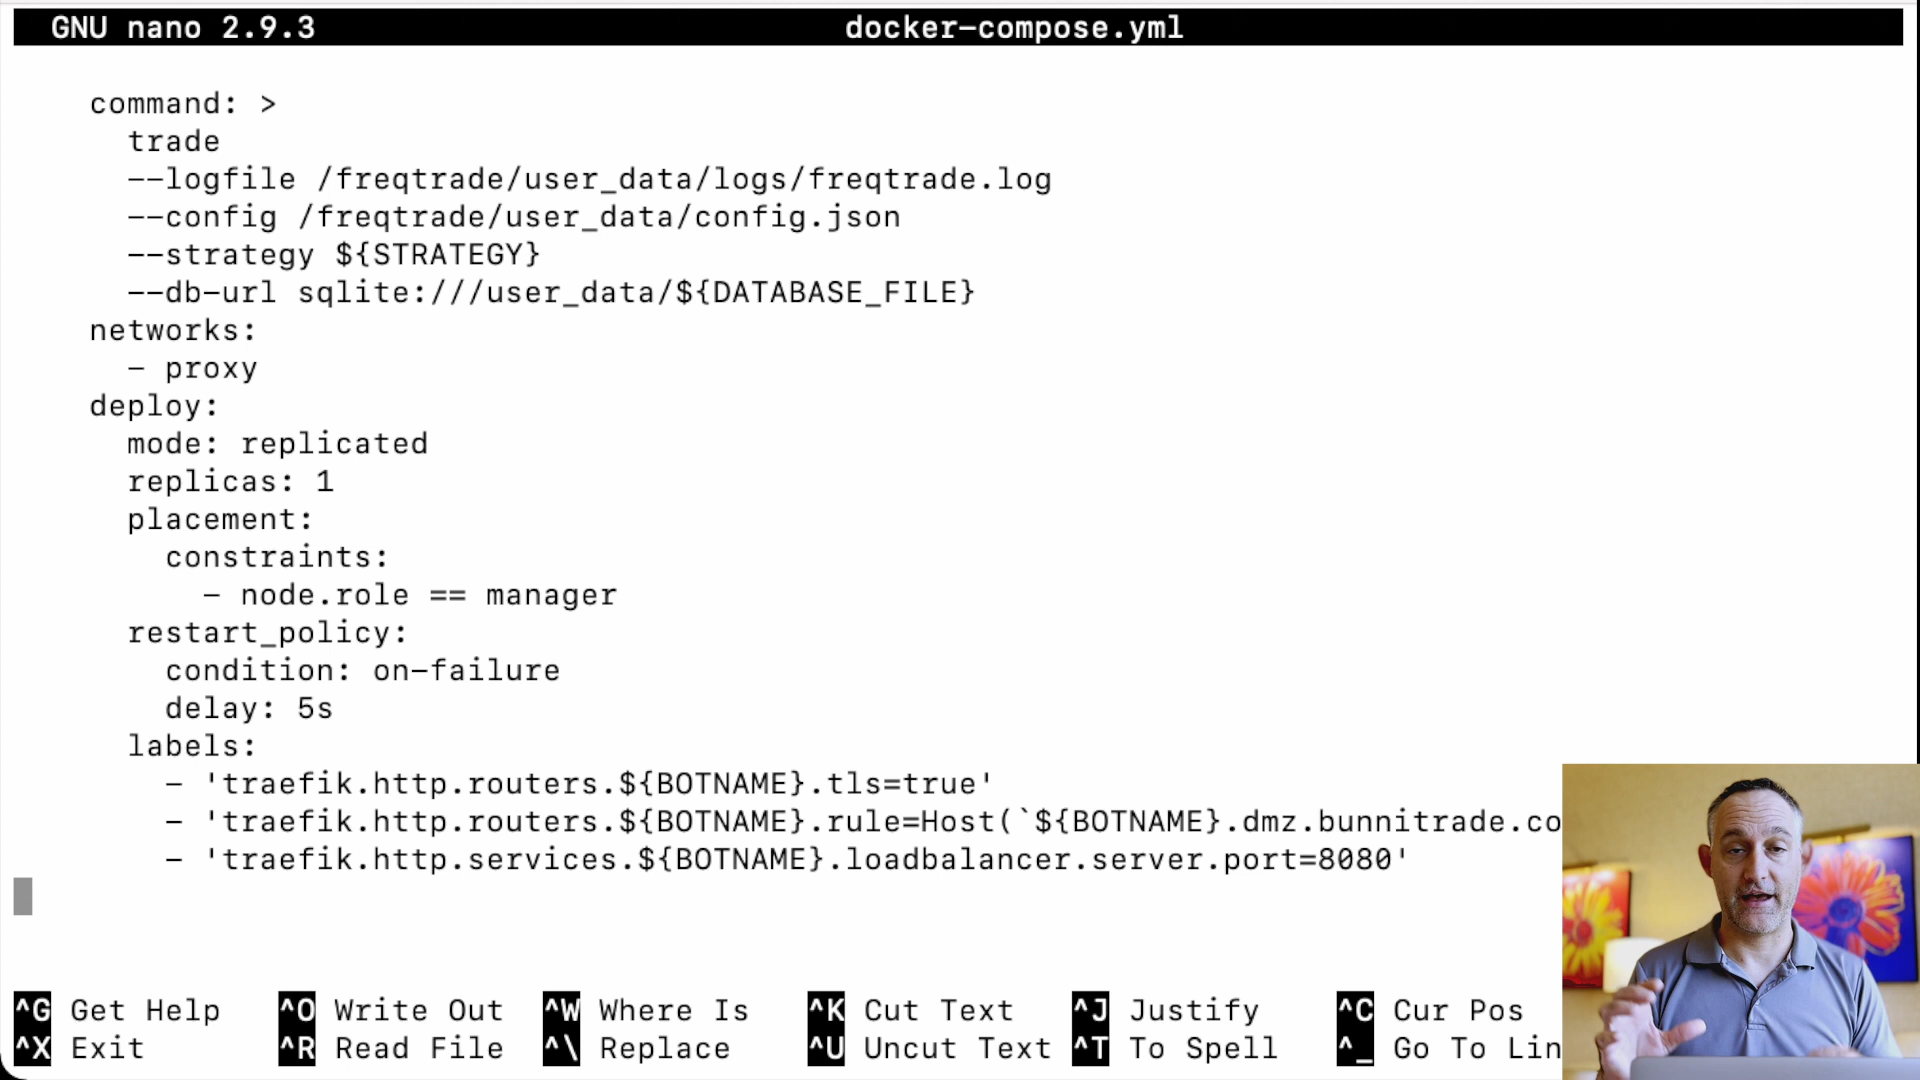 GNU nano 2.9.3 docker-compose.yml
command: >
trade
--logfile /freqtrade/user_data/logs/freqtrade.log
--config /freqtrade/user_data/config.json
--strategy ${STRATEGY}
--db-url sqlite:///user_data/${DATABASE_FILE}
networks:
- proxy
deploy:
mode: replicated
replicas: 1
placement:
constraints:
- node.role == manager
restart_policy:
condition: on-failure
delay: 5s
labels:
- 'traefik.http.routers.${BOTNAME}.tls=true'
- 'traefik.http.routers.${BOTNAME}.rule=Host(`${BOTNAME}.dmz.bunnitrade.co
- 'traefik.http.services.${BOTNAME}.loadbalancer.server.port=8080'
^G Get Help ^O Write Out ^W Where Is ^K Cut Text ^J Justify ^C Cur Pos
^X Exit ^R Read File ^\ Replace ^U Uncut Text ^T To Spell ^_ Go To Lin